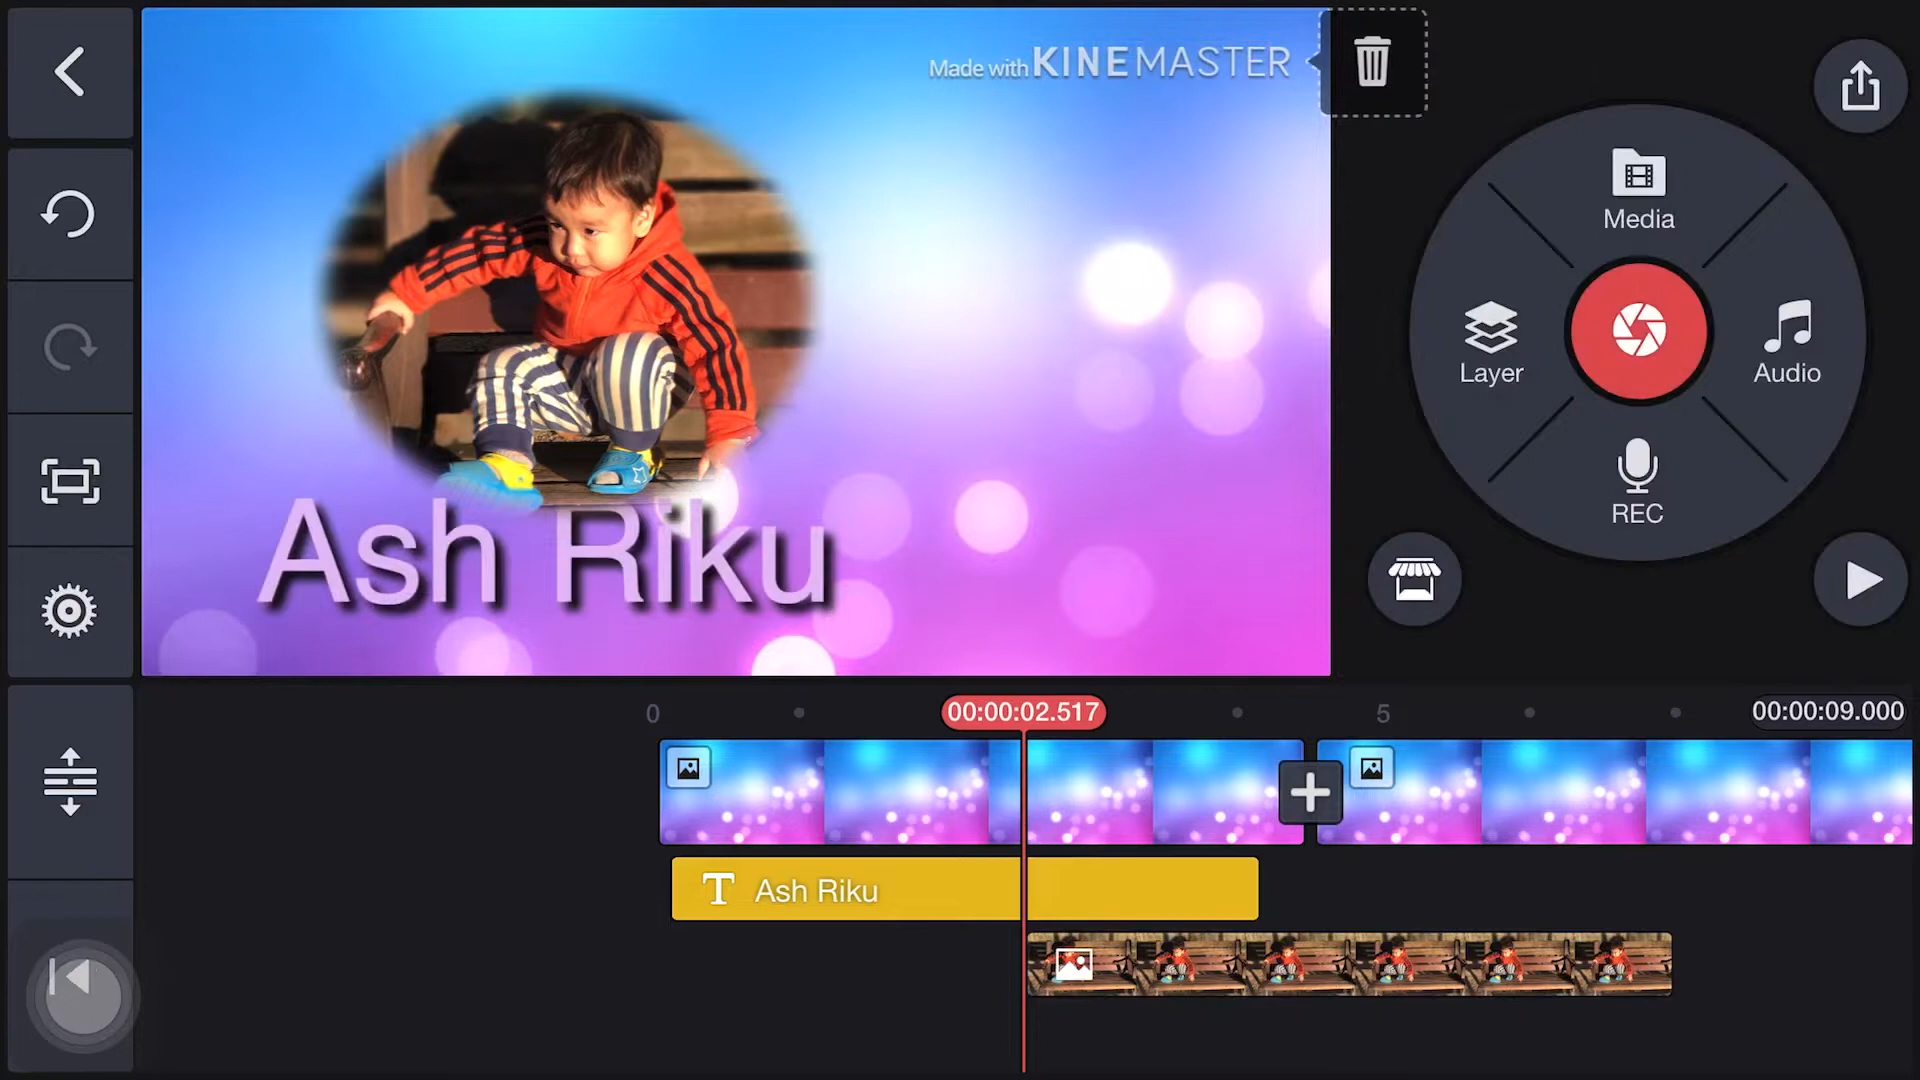 Made with KINEMASTER
Media
Layer
Audio
REC
Ash Riku
0
00:00:02.517
5
00:00:09.000
T Ash Riku